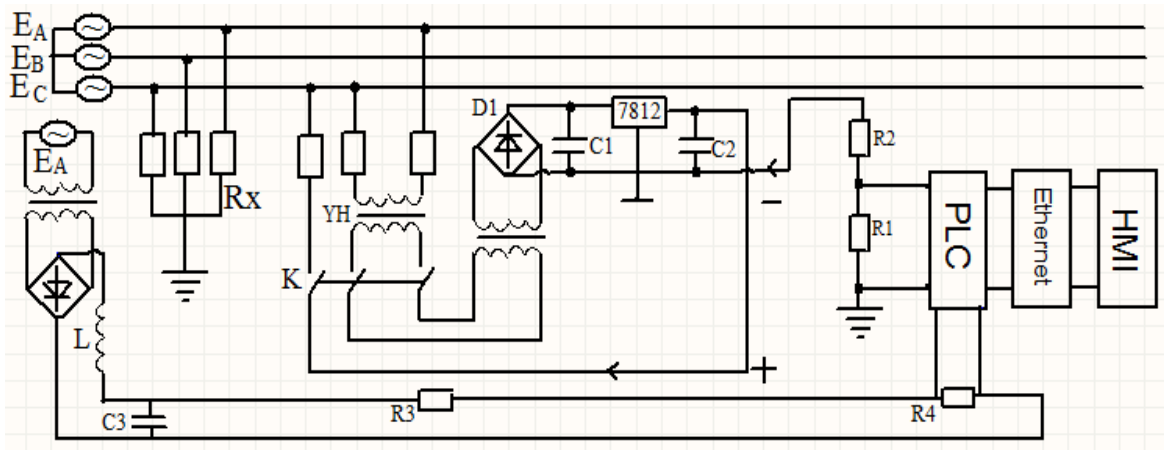 EA
EB
EC
EA
Rx
YH
K
D1
C1
7812
C2
−
+
R2
R1
PLC
Ethernet
HMI
L
C3
R3
R4